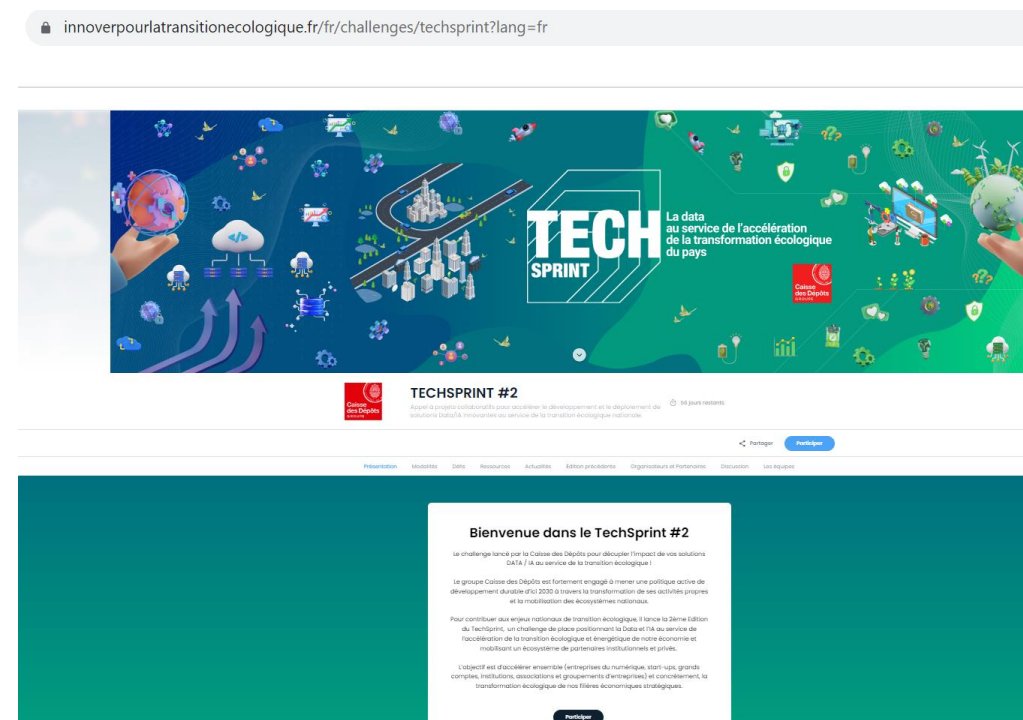 innoverpourlatransitionecologique.fr/fr/challenges/techsprint?lang=fr
TECH
SPRINT
La data
au service de l'accélération
de la transformation écologique
du pays
Caisse
des Dépôts
GROUPE
Caisse
des Dépôts
GROUPE
TECHSPRINT #2
Appel à projets collaboratifs pour accélérer le développement et le déploiement de
solutions Data/IA innovantes au service de la transition écologique nationale.
jours restants
Partager
Participer
Présentation Modalités Défis Ressources Actualités Édition précédente Organisateurs et Partenaires Discussion Les équipes
Bienvenue dans le TechSprint #2
Le challenge lancé par la Caisse des Dépôts pour décupler l'impact de vos solutions
DATA / IA au service de la transition écologique !
Le groupe Caisse des Dépôts est fortement engagé à mener une politique active de
développement durable d'ici 2030 à travers la transformation de ses activités propres
et la mobilisation des écosystèmes nationaux.
Pour contribuer aux enjeux nationaux de transition écologique, il lance la 2ème Edition
du TechSprint, un challenge de place positionnant la Data et l'IA au service de
l'accélération de la transition écologique et énergétique de notre économie et
mobilisant un écosystème de partenaires institutionnels et privés.
L'objectif est d'accélérer ensemble (entreprises du numérique, start-ups, grands
comptes, institutions, associations et groupements d'entreprises) et concrètement, la
transformation écologique de nos filières économiques stratégiques.
Participer